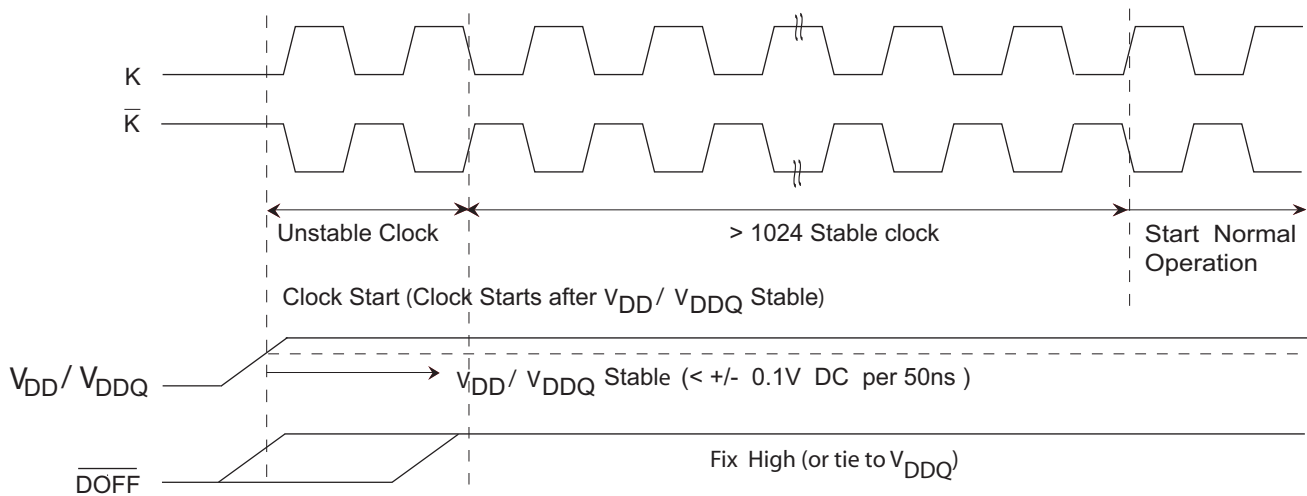 K
K̅
Unstable Clock
> 1024 Stable clock
Start Normal
Operation
Clock Start (Clock Starts after VDD / VDDQ Stable)
VDD / VDDQ
VDD / VDDQ Stable (< +/- 0.1V DC per 50ns )
D̅O̅F̅F̅
Fix High (or tie to VDDQ)